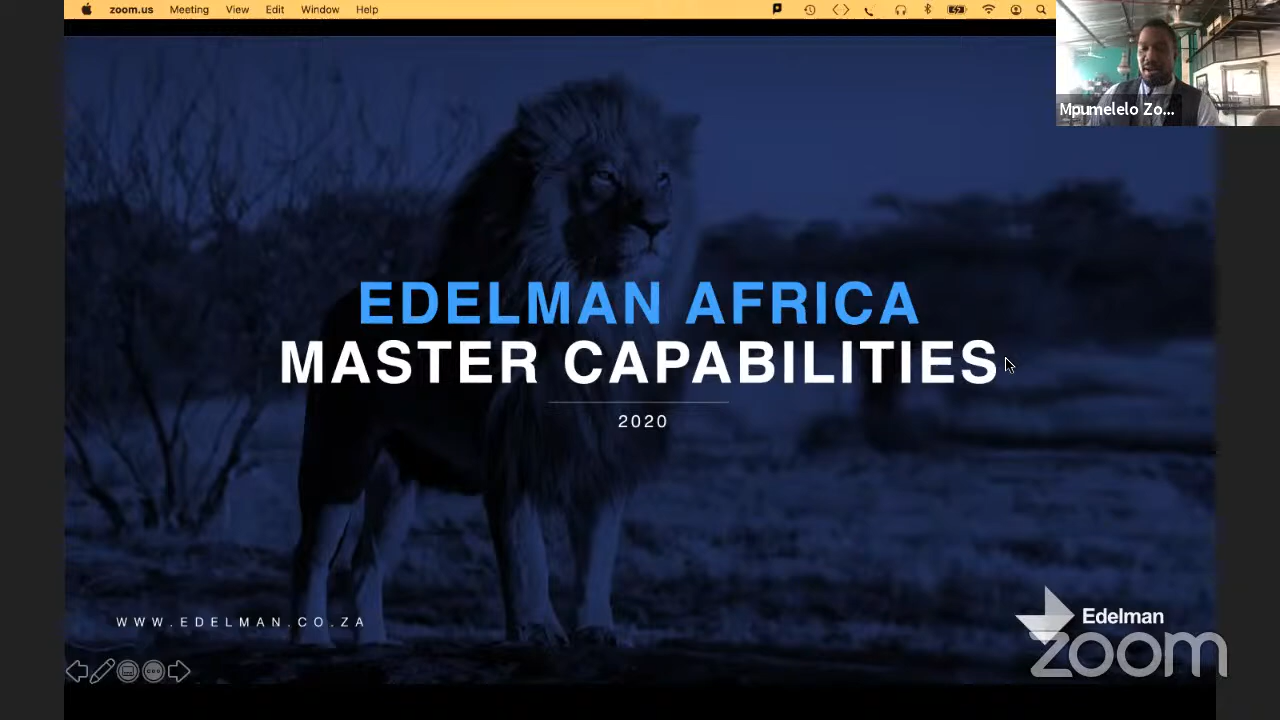 zoom.us Meeting View Edit Window Help
Mpumelelo Zo...
EDELMAN AFRICA
MASTER CAPABILITIES
2020
WWW.EDELMAN.CO.ZA
Edelman
zoom